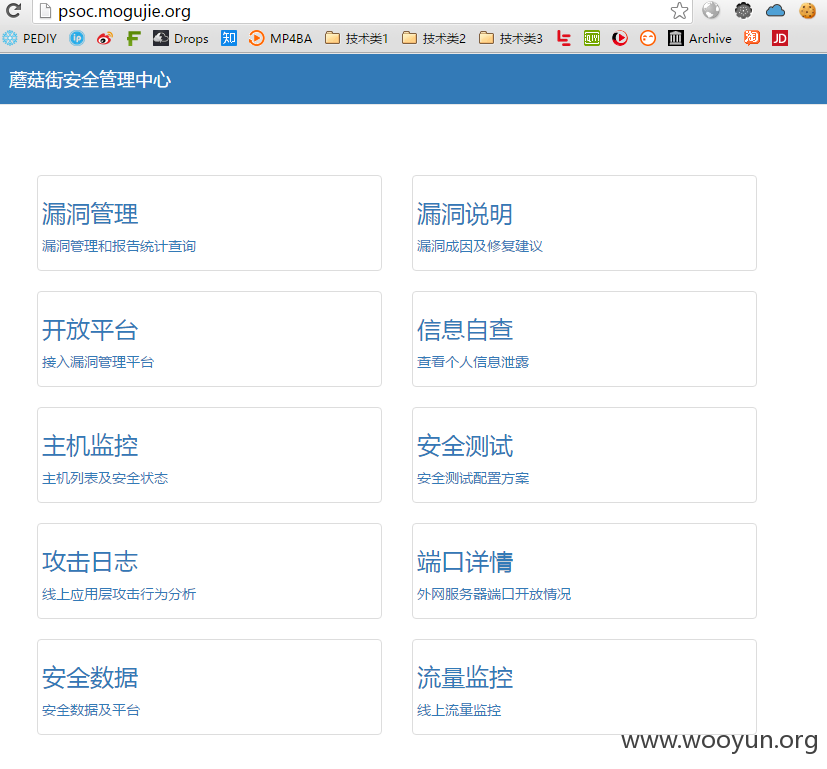 psoc.mogujie.org
PEDIY ip Drops 知 MP4BA 技术类1 技术类2 技术类3 Archive 淘 JD
蘑菇街安全管理中心
漏洞管理
漏洞管理和报告统计查询
漏洞说明
漏洞成因及修复建议
开放平台
接入漏洞管理平台
信息自查
查看个人信息泄露
主机监控
主机列表及安全状态
安全测试
安全测试配置方案
攻击日志
线上应用层攻击行为分析
端口详情
外网服务器端口开放情况
安全数据
安全数据及平台
流量监控
线上流量监控
www.wooyun.org